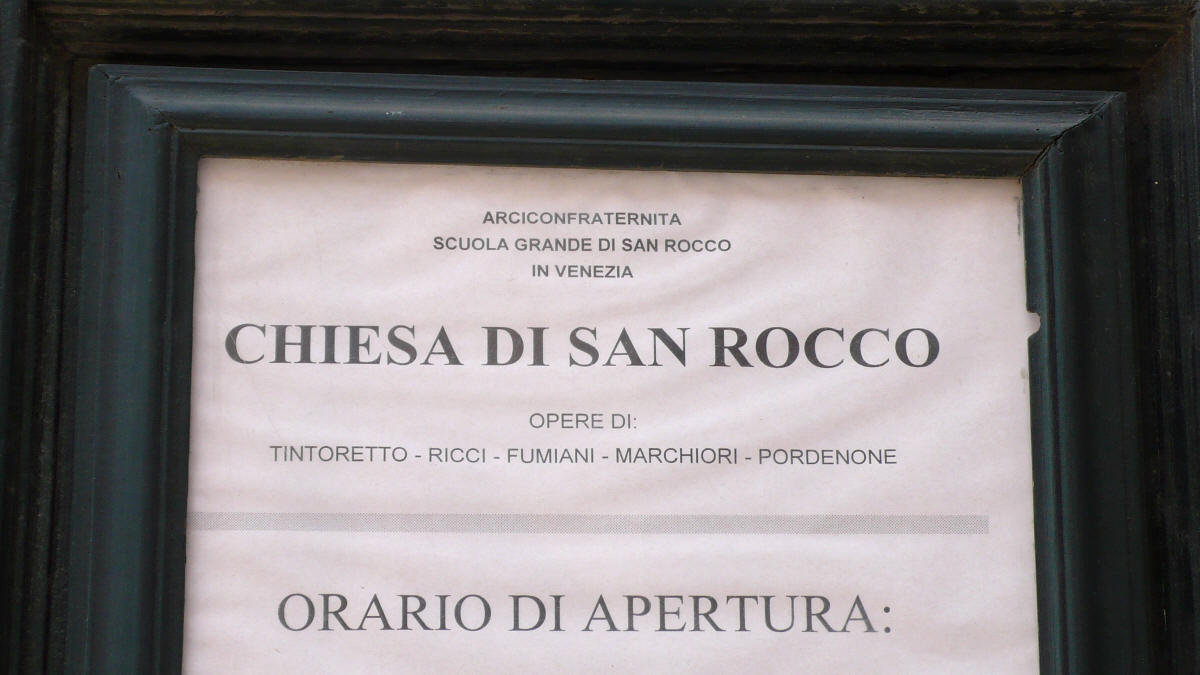 ARCICONFRATERNITA
SCUOLA GRANDE DI SAN ROCCO
IN VENEZIA
CHIESA DI SAN ROCCO
OPERE DI:
TINTORETTO - RICCI - FUMIANI - MARCHIORI - PORDENONE
ORARIO DI APERTURA: